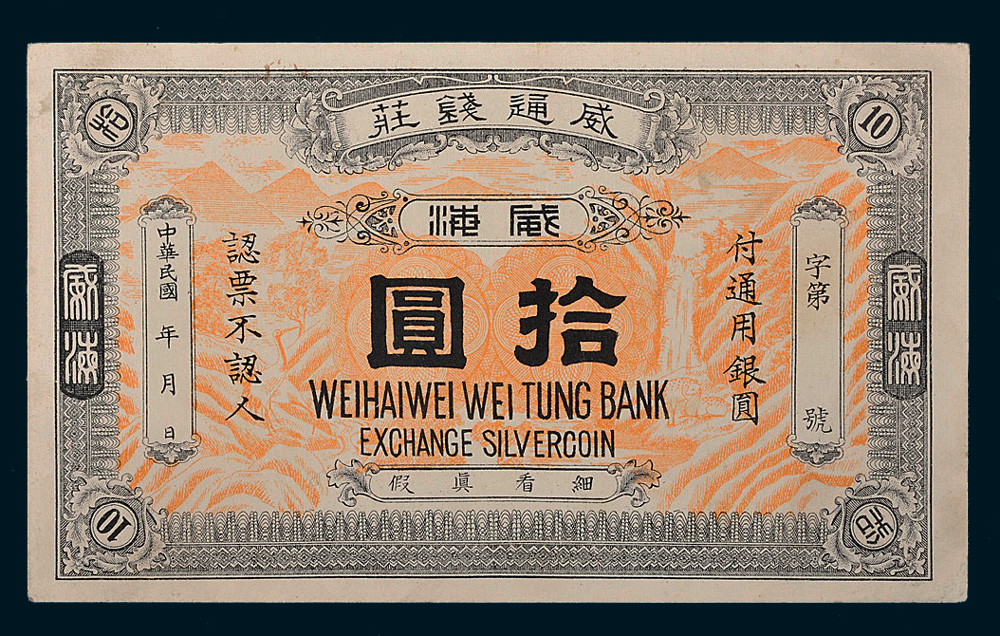 威通錢莊
拾
10
威海
拾圓
WEIHAIWEI WEI TUNG BANK
EXCHANGE SILVERCOIN
細看真假
付通用銀圓
認票不認人
字第 號
中華民國 年 月 日
威海
威海
10
拾